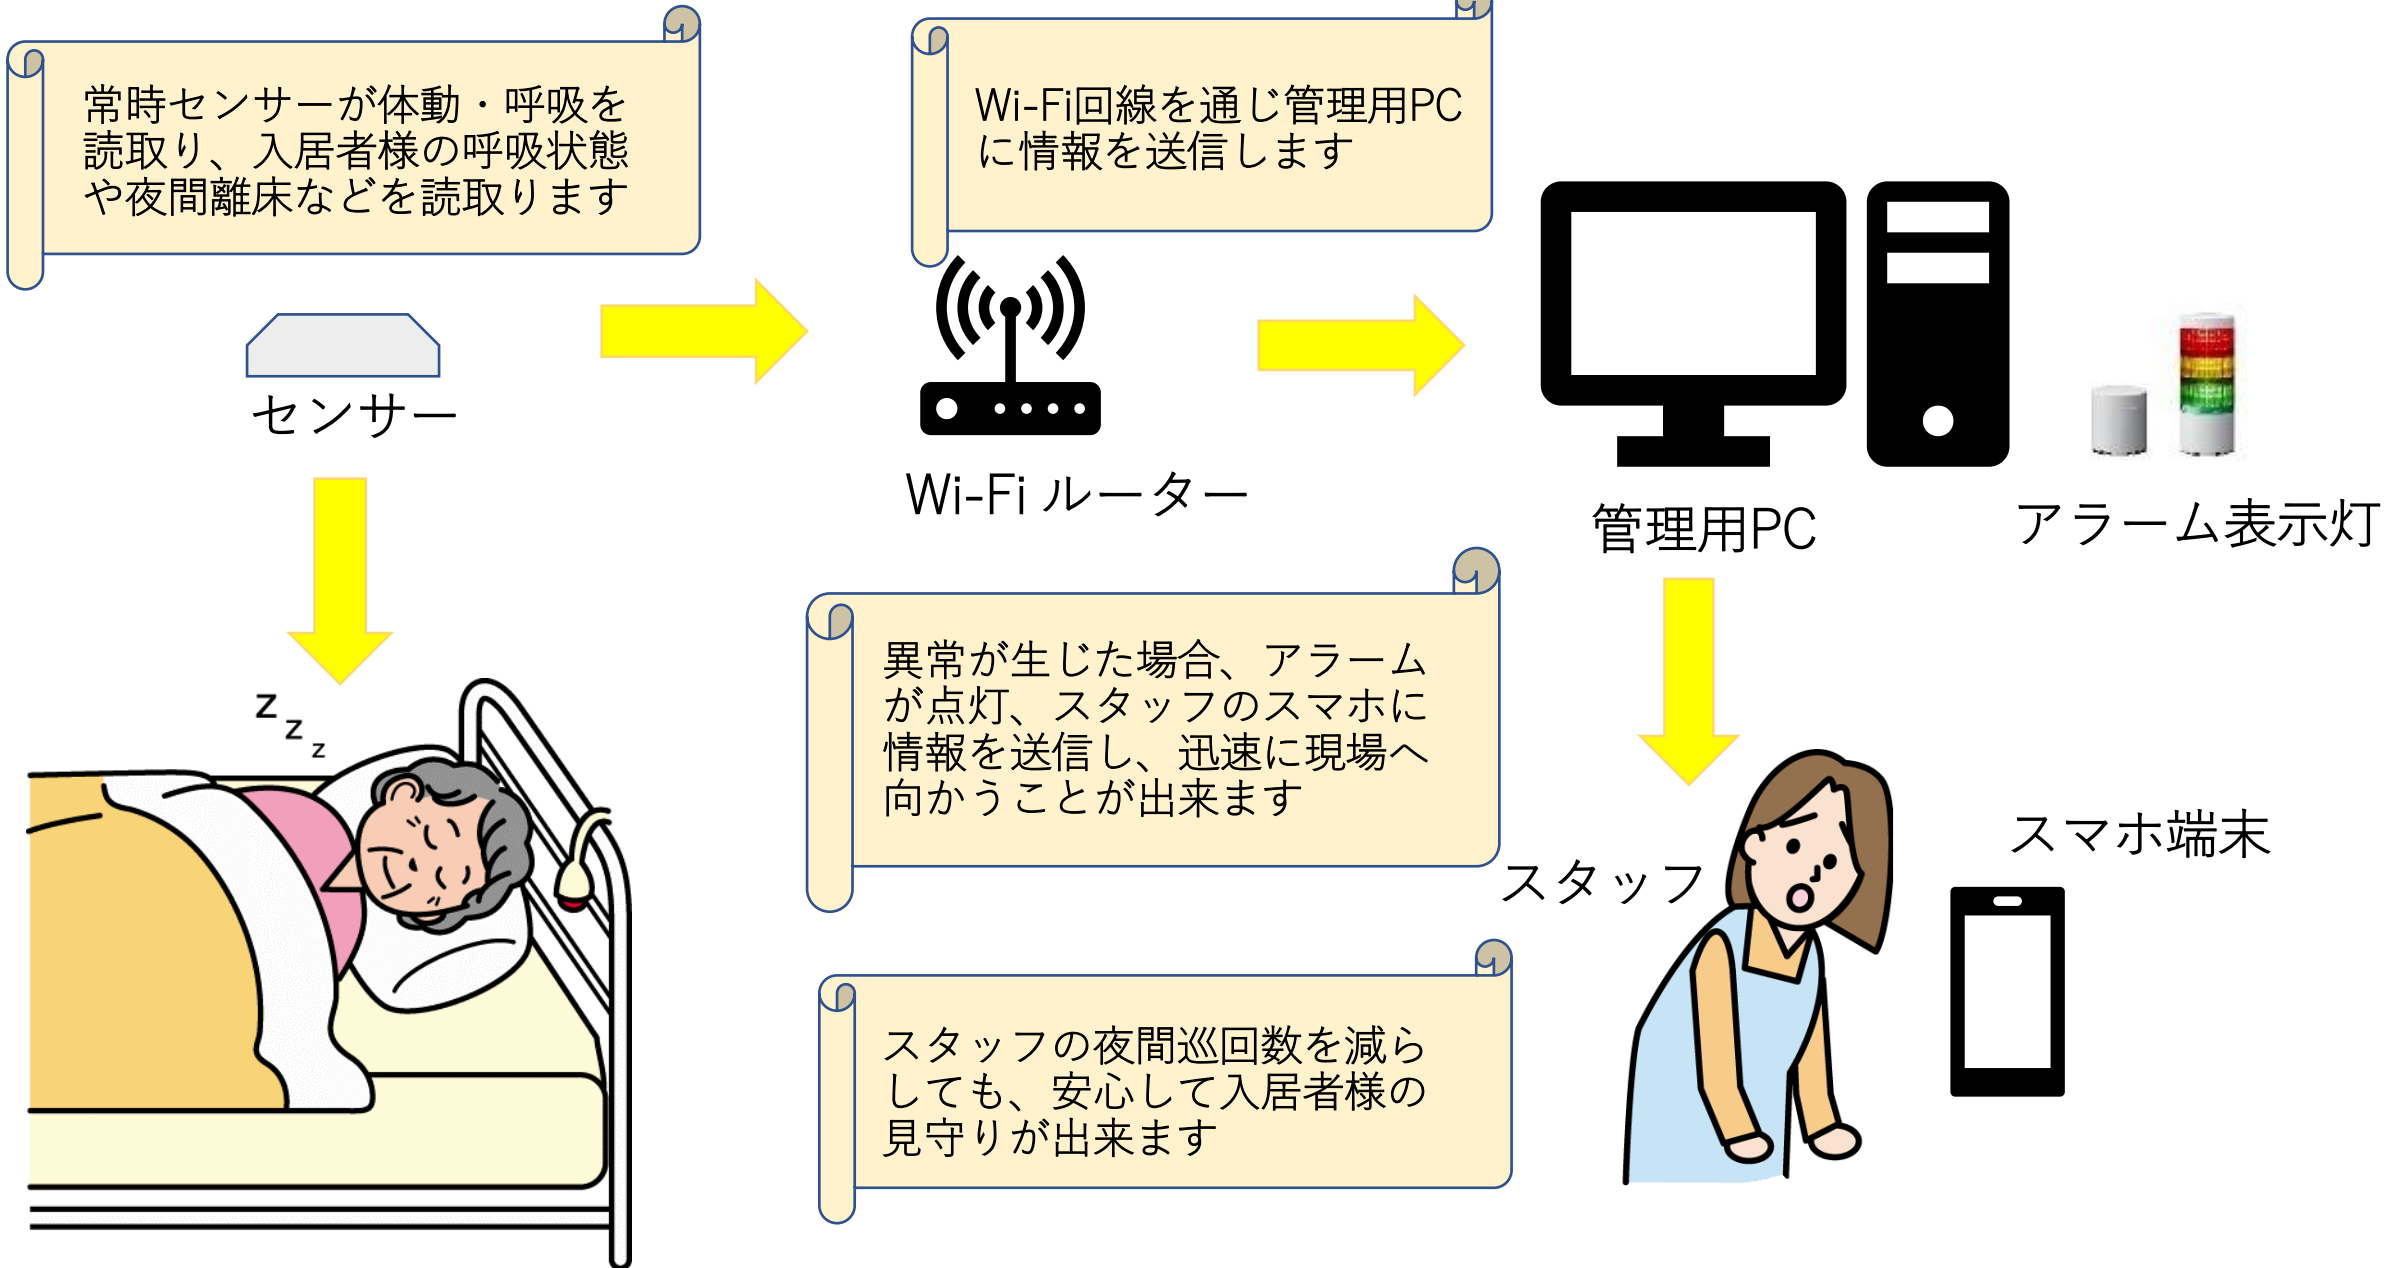 常時センサーが体動・呼吸を
読取り、入居者様の呼吸状態
や夜間離床などを読取ります
Wi-Fi回線を通じ管理用PC
に情報を送信します
センサー
Wi-Fi ルーター
管理用PC
アラーム表示灯
z
z
z
異常が生じた場合、アラーム
が点灯、スタッフのスマホに
情報を送信し、迅速に現場へ
向かうことが出来ます
スタッフ
スマホ端末
スタッフの夜間巡回数を減ら
しても、安心して入居者様の
見守りが出来ます